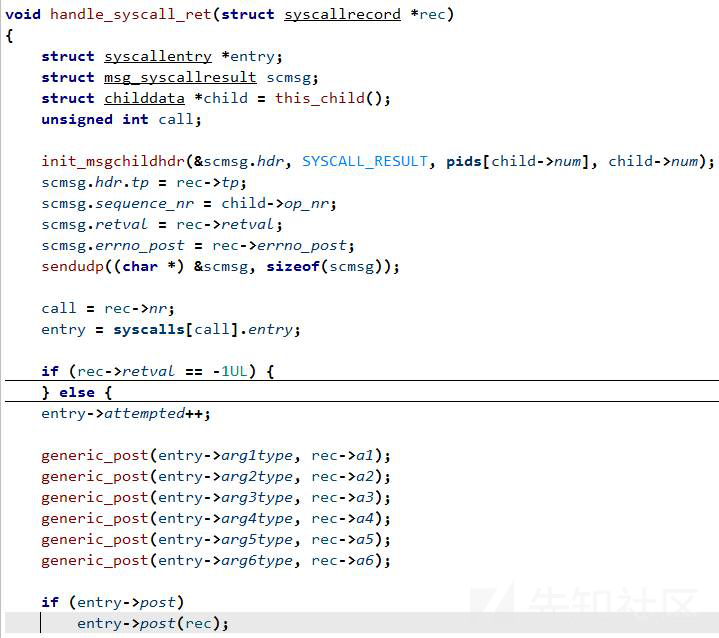 void handle_syscall_ret(struct syscallrecord *rec)
{
    struct syscallentry *entry;
    struct msg_syscallresult scmsg;
    struct childdata *child = this_child();
    unsigned int call;

    init_msgchildhdr(&scmsg.hdr, SYSCALL_RESULT, pids[child->num], child->num);
    scmsg.hdr.tp = rec->tp;
    scmsg.sequence_nr = child->op_nr;
    scmsg.retval = rec->retval;
    scmsg.errno_post = rec->errno_post;
    sendudp((char *) &scmsg, sizeof(scmsg));

    call = rec->nr;
    entry = syscalls[call].entry;

    if (rec->retval == -1UL) {
    } else {
    entry->attempted++;

    generic_post(entry->arg1type, rec->a1);
    generic_post(entry->arg2type, rec->a2);
    generic_post(entry->arg3type, rec->a3);
    generic_post(entry->arg4type, rec->a4);
    generic_post(entry->arg5type, rec->a5);
    generic_post(entry->arg6type, rec->a6);

    if (entry->post)
        entry->post(rec);
先知社区